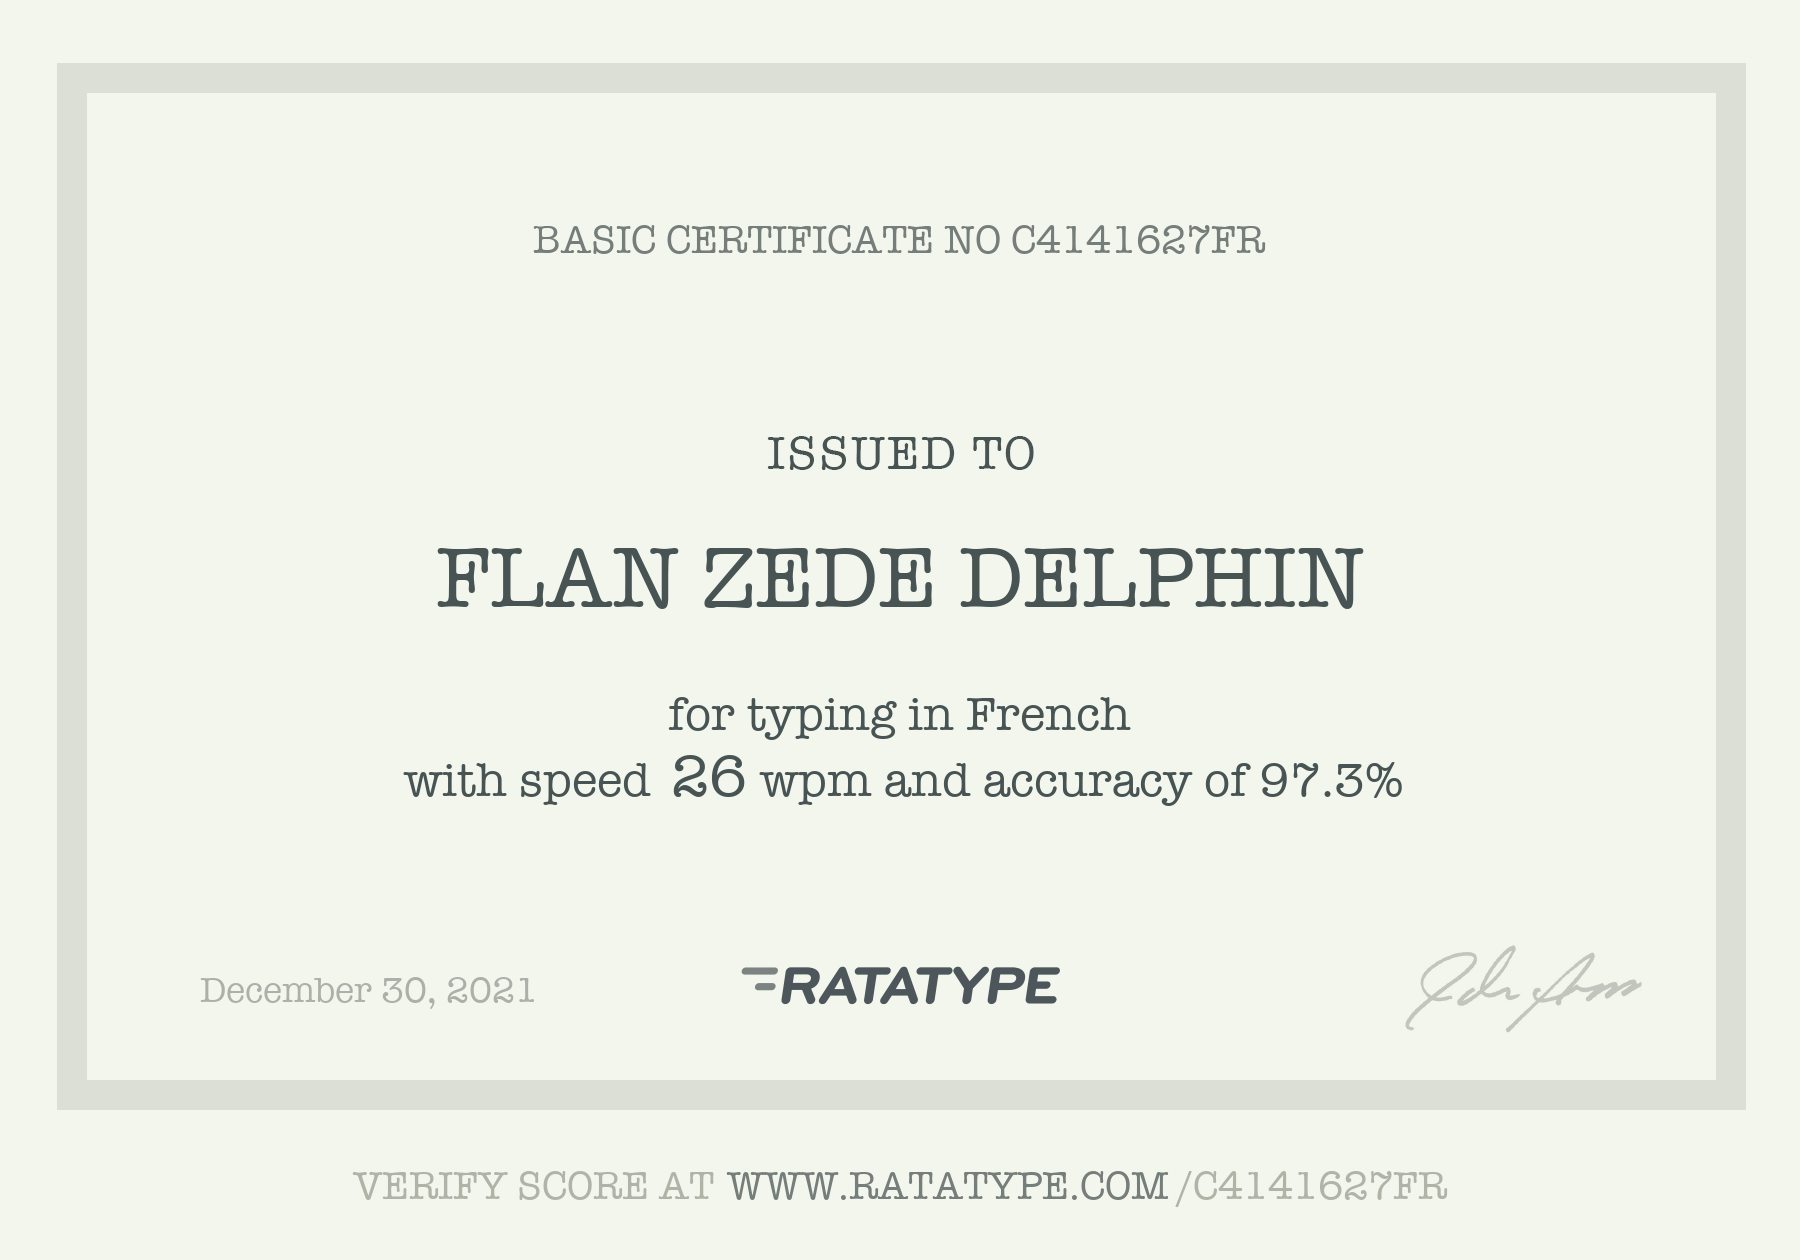 BASIC CERTIFICATE NO C4141627FR
ISSUED TO
FLAN ZEDE DELPHIN
for typing in French
with speed 26 wpm and accuracy of 97.3%
December 30, 2021
RATATYPE
VERIFY SCORE AT WWW.RATATYPE.COM/C4141627FR